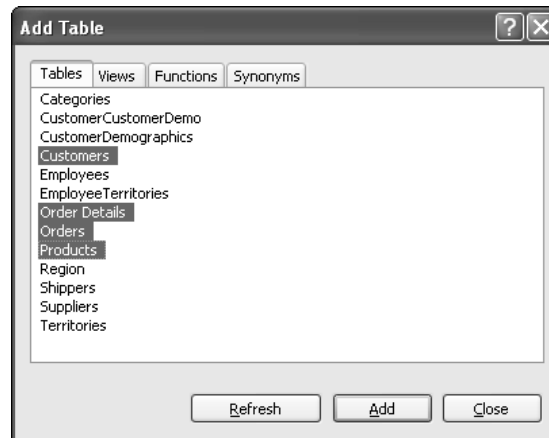 Add Table
Tables Views Functions Synonyms
Categories
CustomerCustomerDemo
CustomerDemographics
Customers
Employees
EmployeeTerritories
Order Details
Orders
Products
Region
Shippers
Suppliers
Territories
Refresh Add Close